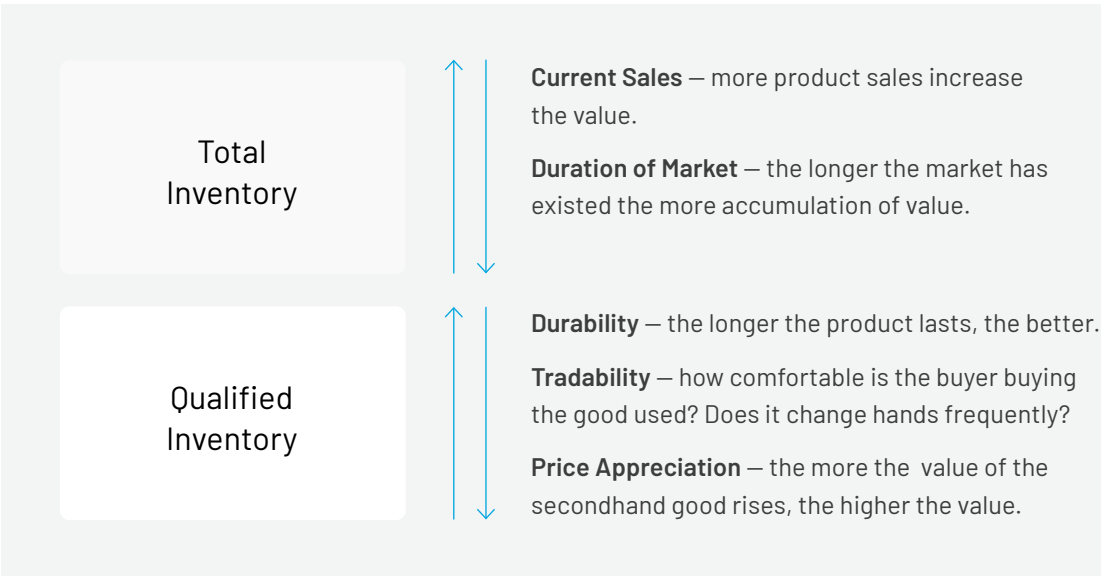 Total
Inventory
Current Sales — more product sales increase
the value.
Duration of Market — the longer the market has
existed the more accumulation of value.
Qualified
Inventory
Durability — the longer the product lasts, the better.
Tradability — how comfortable is the buyer buying
the good used? Does it change hands frequently?
Price Appreciation — the more the  value of the
secondhand good rises, the higher the value.